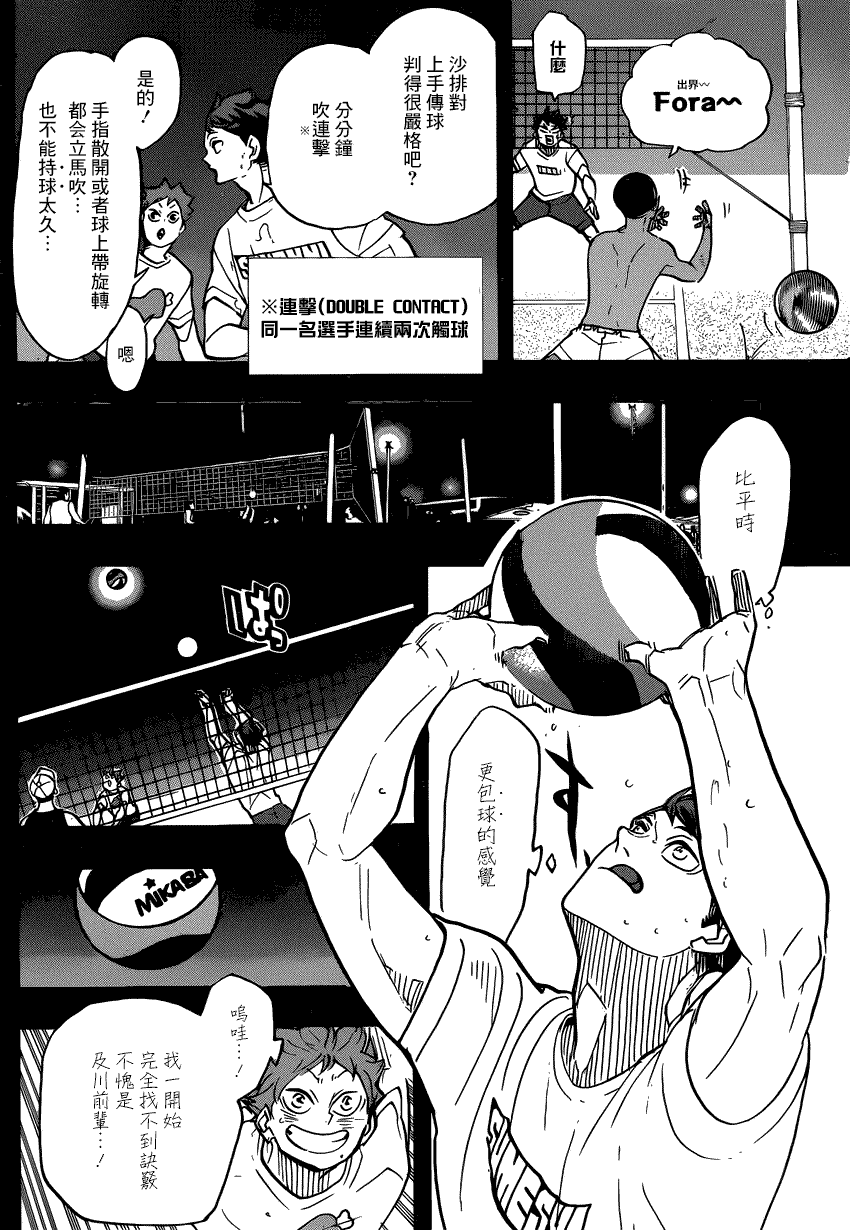 出界〰
Fora〰
什麼
沙排對
上手傳球
判得很嚴格吧？
分分鐘
吹連擊
※
※連擊(DOUBLE CONTACT)
同一名選手連續兩次觸球
是的！
手指散開或者球上帶旋轉
都会立馬吹…
也不能持球太久…
嗯
比平時
更包球的感覺
MIKABA
嗚哇…！
找一開始
完全找不到訣竅
不愧是
及川前輩…！